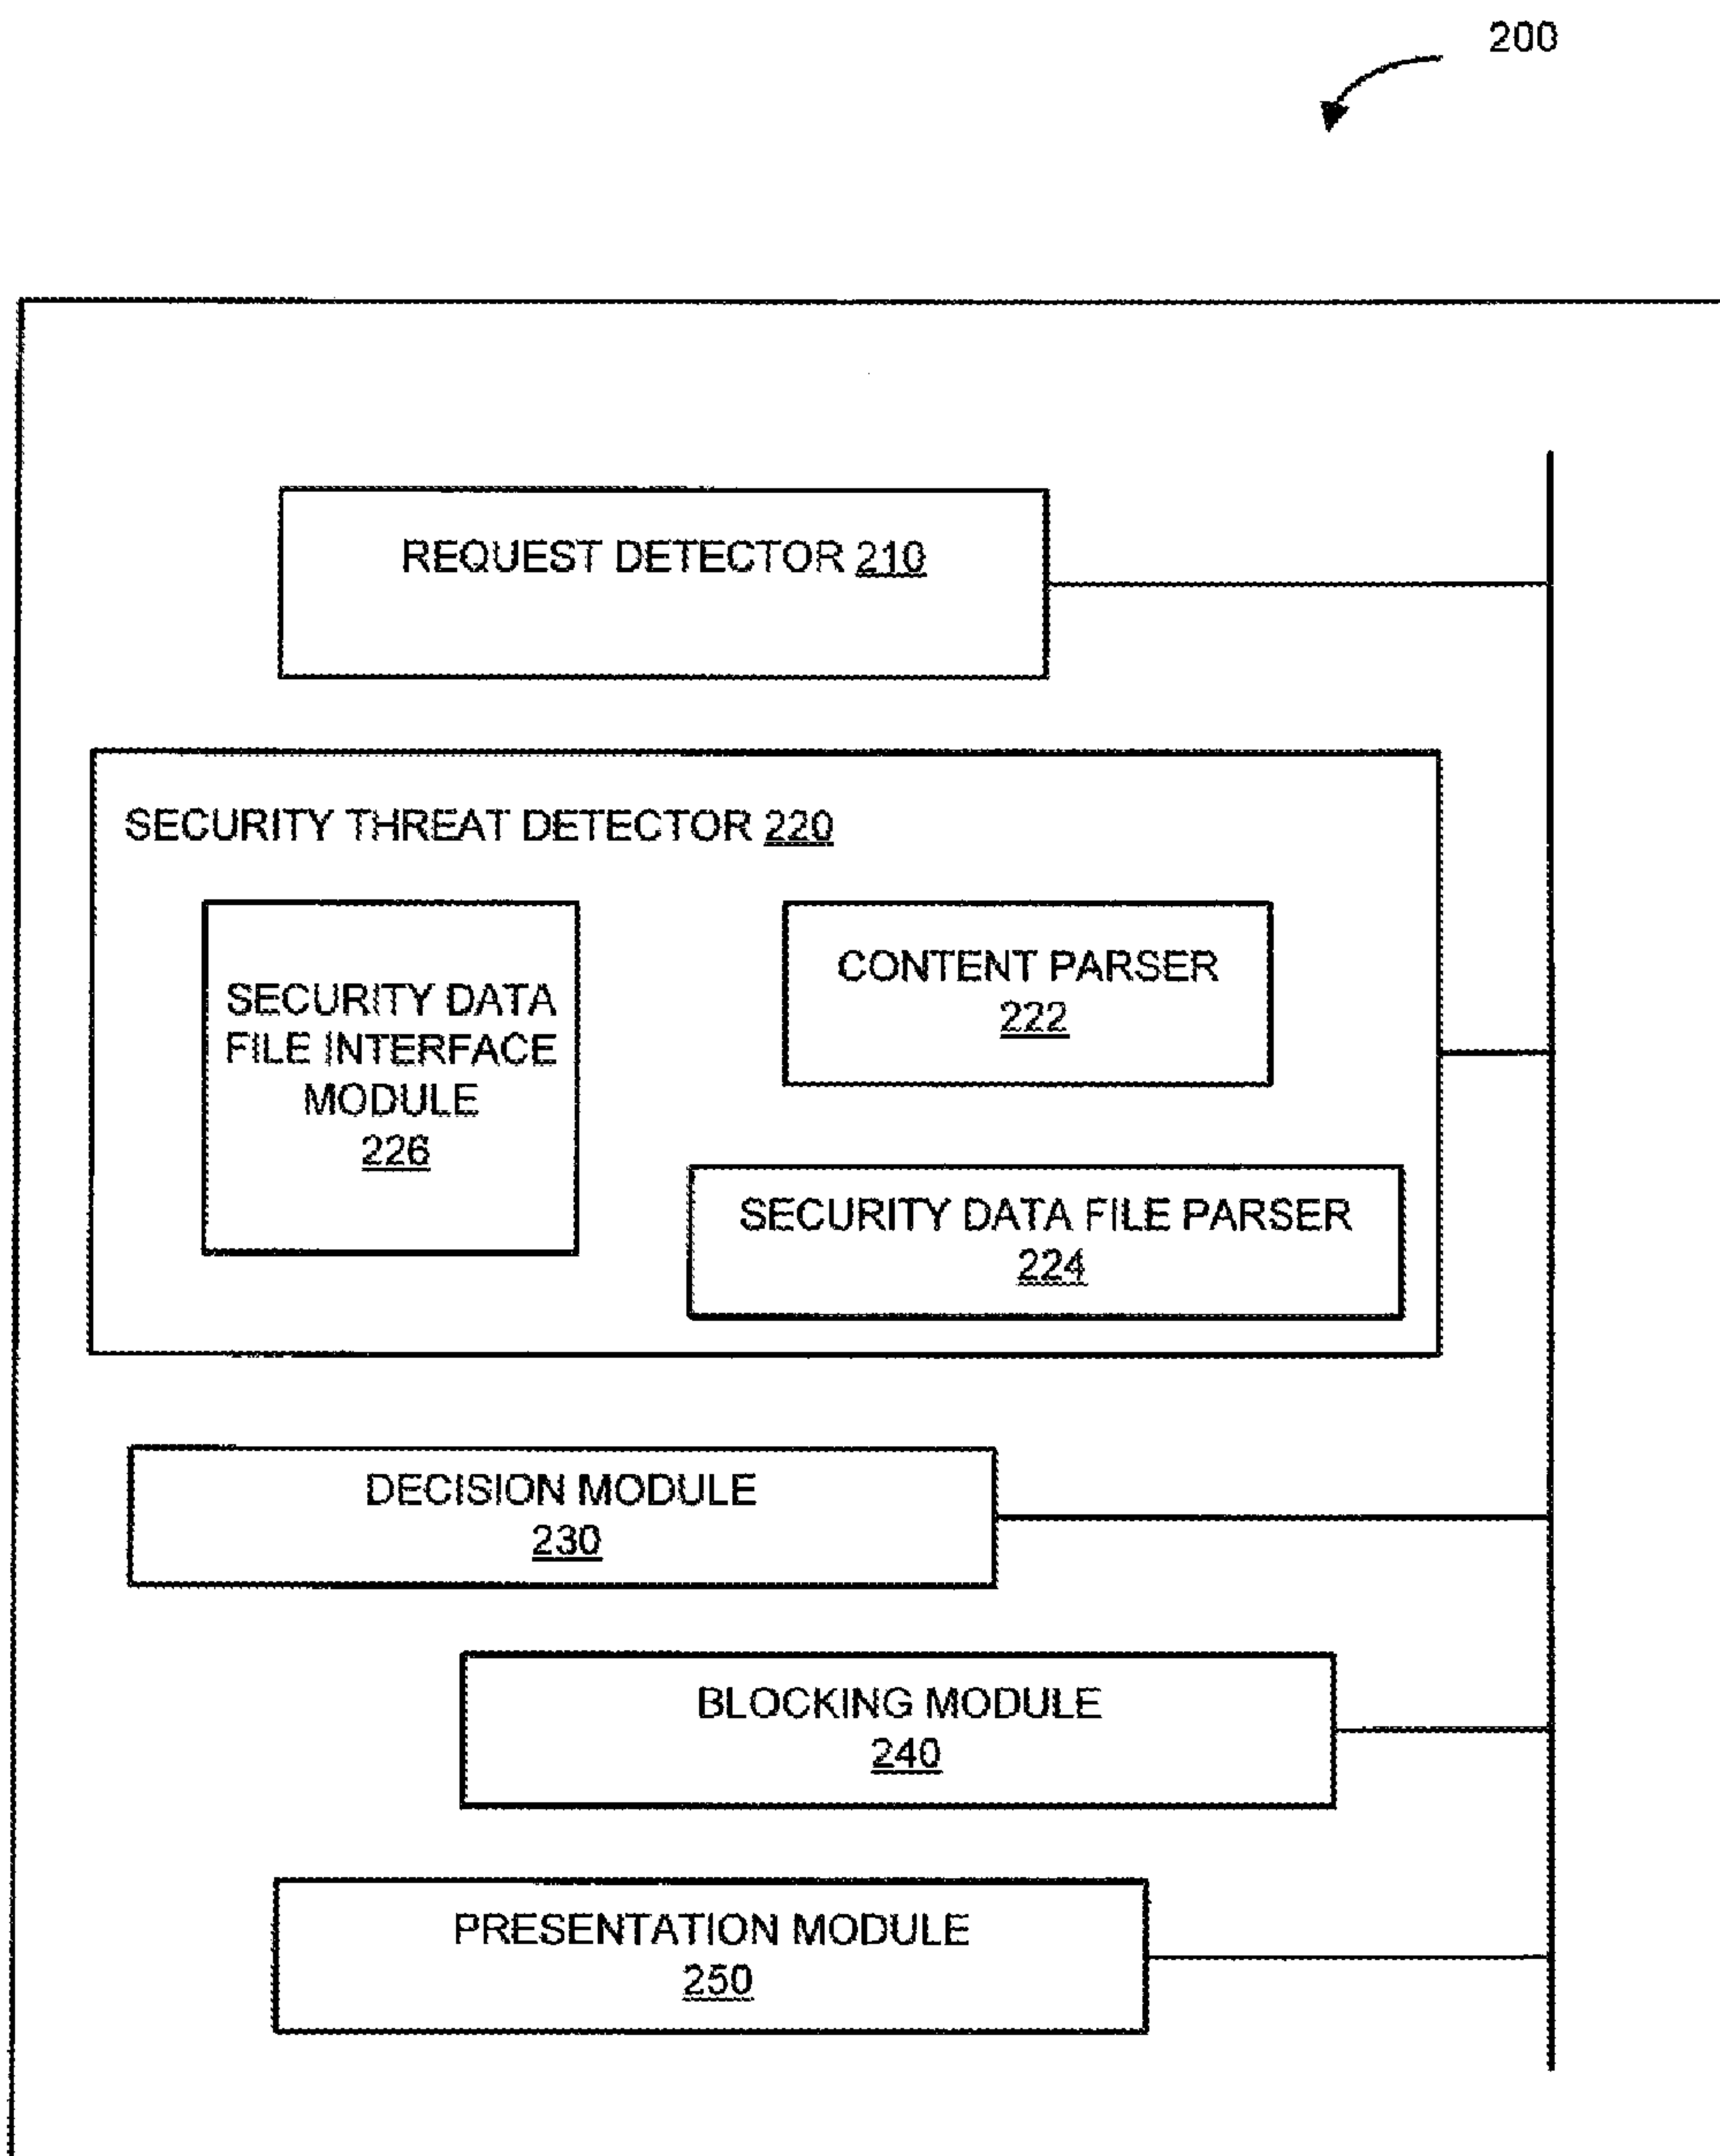 200
REQUEST DETECTOR 210
SECURITY THREAT DETECTOR 220
SECURITY DATA
FILE INTERFACE
MODULE
226
CONTENT PARSER
222
SECURITY DATA FILE PARSER
224
DECISION MODULE
230
BLOCKING MODULE
240
PRESENTATION MODULE
250